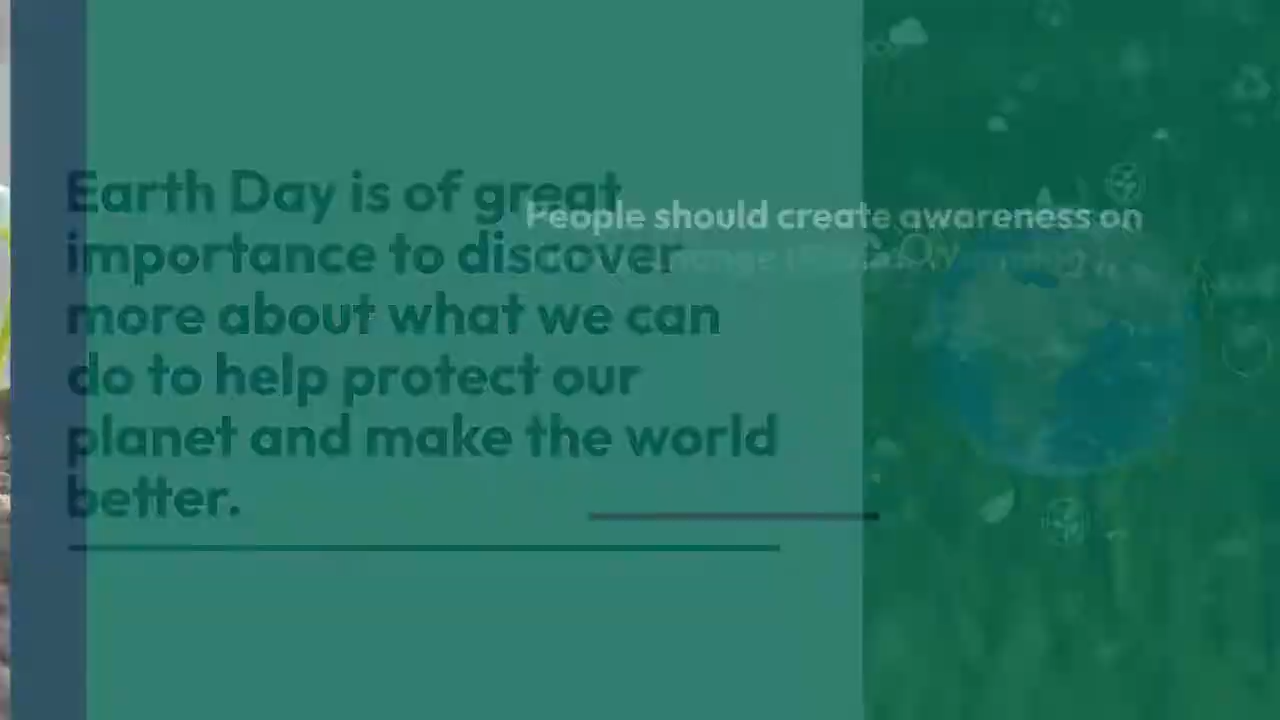 Earth Day is of great
importance to discover
more about what we can
do to help protect our
planet and make the world
better.
People should create awareness on